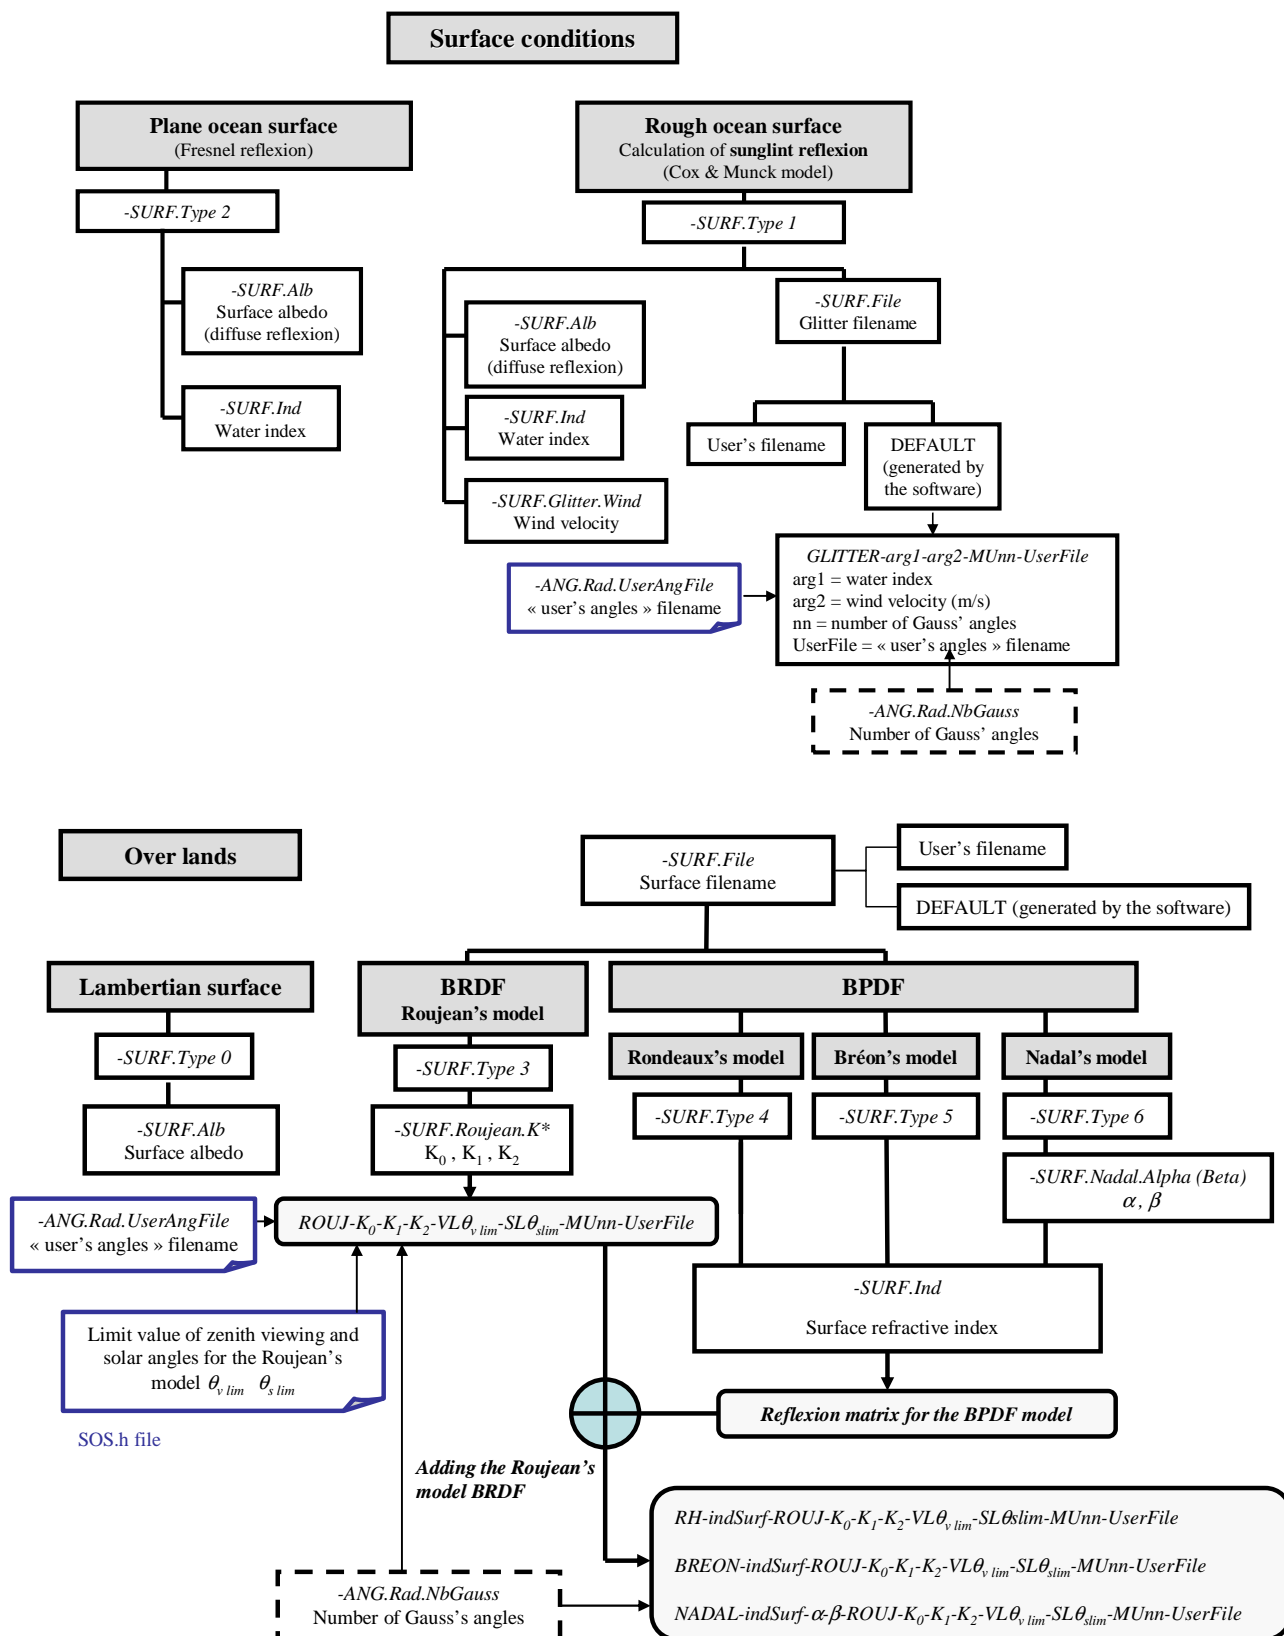 Surface conditions
Plane ocean surface
(Fresnel reflexion)
-SURF.Type 2
-SURF.Alb
Surface albedo
(diffuse reflexion)
-SURF.Ind
Water index
Rough ocean surface
Calculation of sunglint reflexion
(Cox & Munck model)
-SURF.Type 1
-SURF.Alb
Surface albedo
(diffuse reflexion)
-SURF.Ind
Water index
-SURF.Glitter.Wind
Wind velocity
-SURF.File
Glitter filename
User's filename
DEFAULT
(generated by
the software)
-ANG.Rad.UserAngFile
« user's angles » filename
GLITTER-arg1-arg2-MUnn-UserFile
arg1 = water index
arg2 = wind velocity (m/s)
nn = number of Gauss' angles
UserFile = « user's angles » filename
-ANG.Rad.NbGauss
Number of Gauss' angles
Over lands
-SURF.File
Surface filename
User's filename
DEFAULT (generated by the software)
Lambertian surface
-SURF.Type 0
-SURF.Alb
Surface albedo
BRDF
Roujean's model
-SURF.Type 3
-SURF.Roujean.K*
K0 , K1 , K2
BPDF
Rondeaux's model
Bréon's model
Nadal's model
-SURF.Type 4
-SURF.Type 5
-SURF.Type 6
-SURF.Nadal.Alpha (Beta)
α, β
-ANG.Rad.UserAngFile
« user's angles » filename
ROUJ-K0-K1-K2-VLθv lim-SLθslim-MUnn-UserFile
-SURF.Ind
Surface refractive index
Limit value of zenith viewing and
solar angles for the Roujean's
model θv lim θs lim
SOS.h file
Reflexion matrix for the BPDF model
Adding the Roujean's
model BRDF
-ANG.Rad.NbGauss
Number of Gauss's angles
RH-indSurf-ROUJ-K0-K1-K2-VLθv lim-SLθslim-MUnn-UserFile
BREON-indSurf-ROUJ-K0-K1-K2-VLθv lim-SLθslim-MUnn-UserFile
NADAL-indSurf-α-β-ROUJ-K0-K1-K2-VLθv lim-SLθslim-MUnn-UserFile